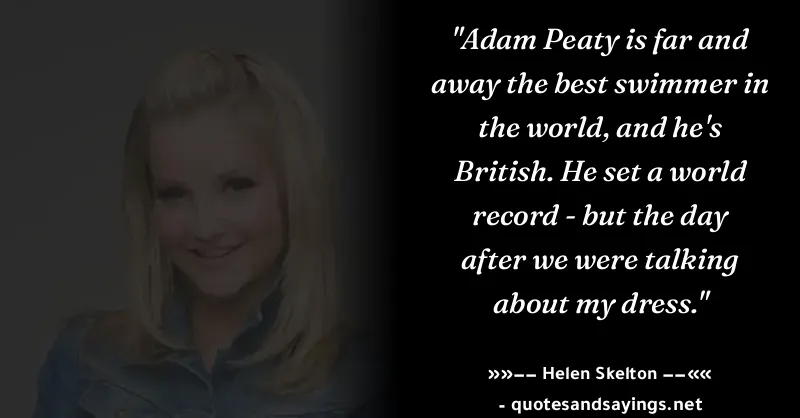 "Adam Peaty is far and
away the best swimmer in
the world, and he's
British. He set a world
record - but the day
after we were talking
about my dress."
»»–– Helen Skelton ––««
- quotesandsayings.net